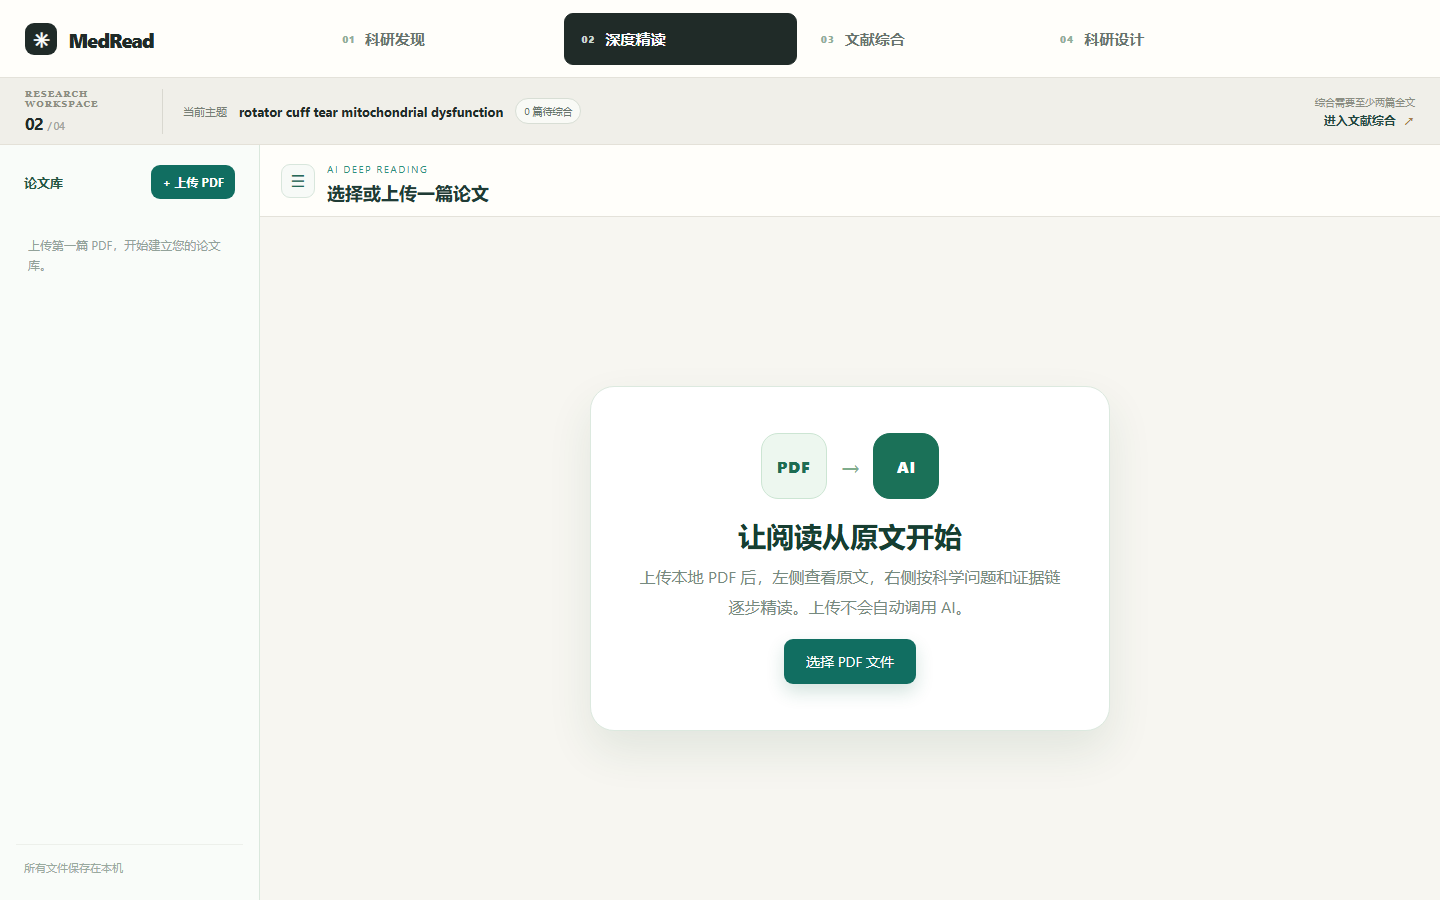 MedRead
01 科研发现
02 深度精读
03 文献综合
04 科研设计
RESEARCH
WORKSPACE
02 / 04
当前主题 rotator cuff tear mitochondrial dysfunction 0 篇待综合
综合需要至少两篇全文
进入文献综合 ↗
论文库
+ 上传 PDF
上传第一篇 PDF，开始建立您的论文
库。
所有文件保存在本机
AI DEEP READING
选择或上传一篇论文
PDF → AI
让阅读从原文开始
上传本地 PDF 后，左侧查看原文，右侧按科学问题和证据链
逐步精读。上传不会自动调用 AI。
选择 PDF 文件